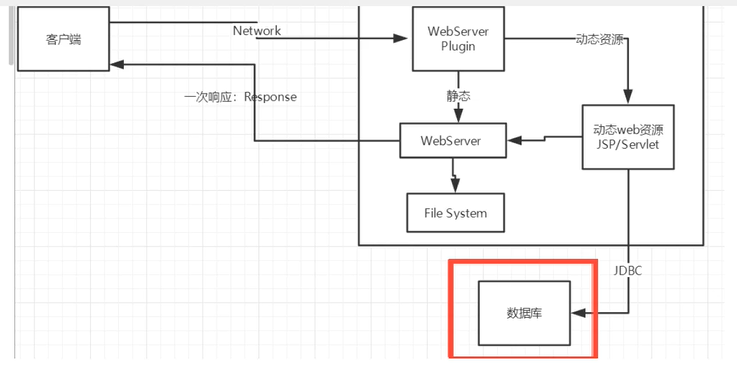 客户端
Network
WebServer
Plugin
动态资源
一次响应：Response
静态
WebServer
动态web资源
JSP/Servlet
File System
JDBC
数据库